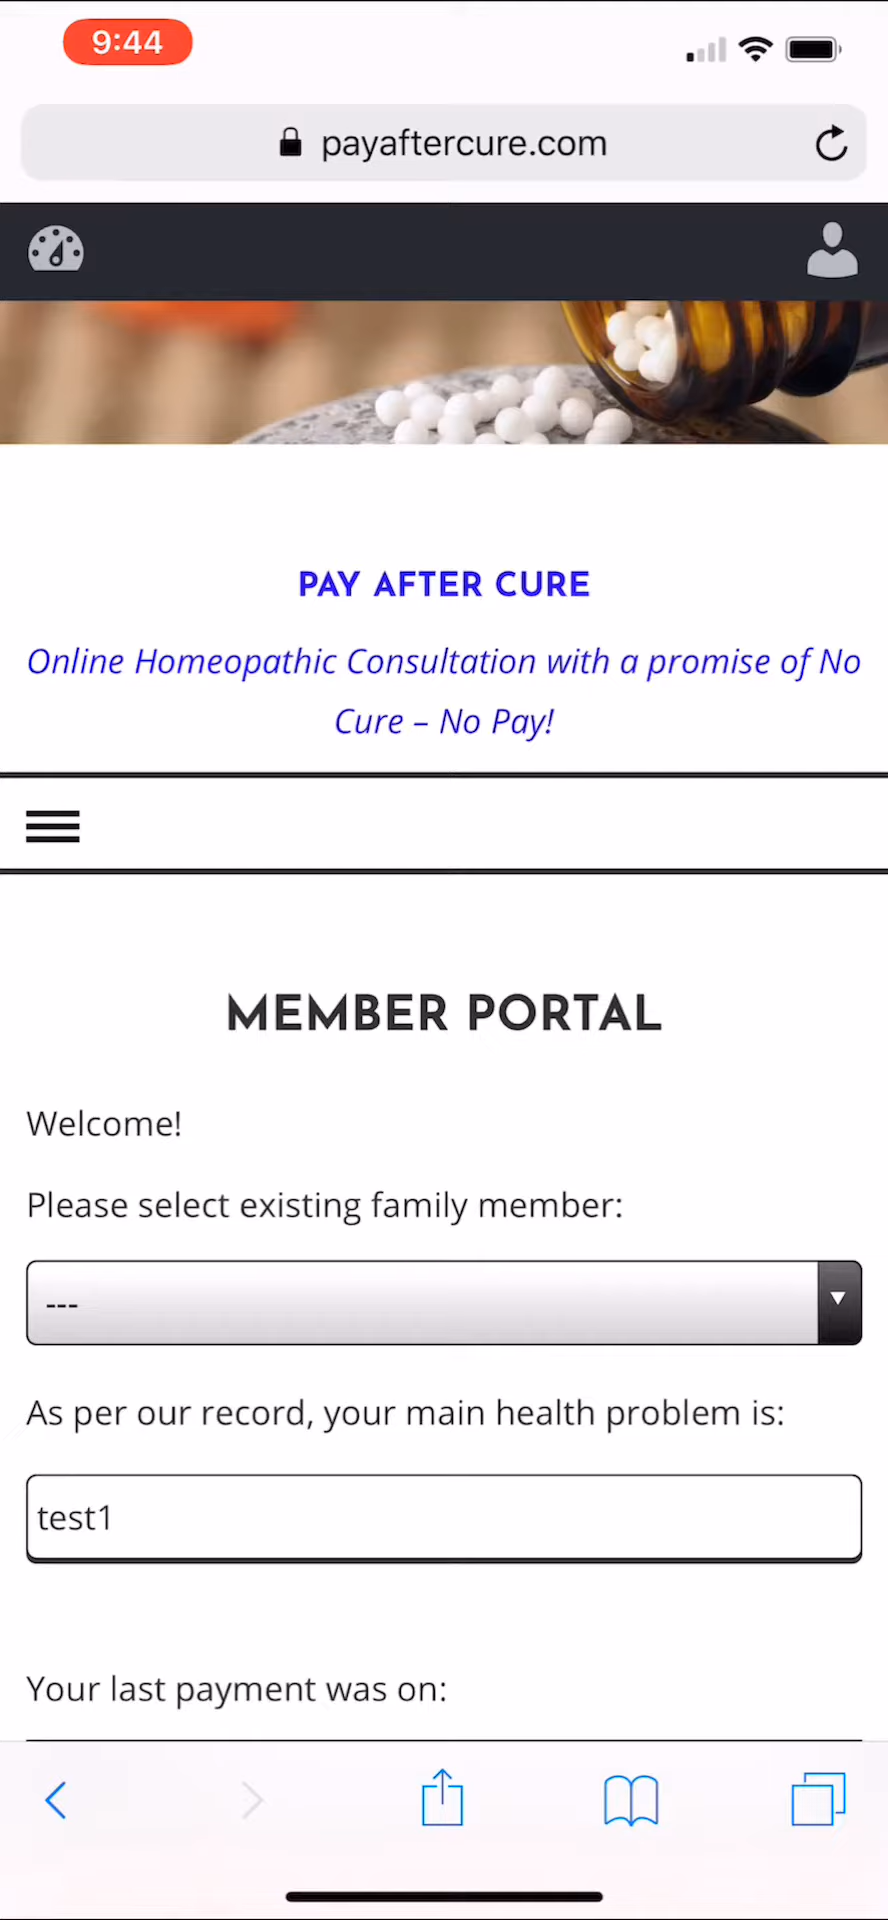 9:44
payaftercure.com
PAY AFTER CURE
Online Homeopathic Consultation with a promise of No
Cure – No Pay!
MEMBER PORTAL
Welcome!
Please select existing family member:
---
As per our record, your main health problem is:
test1
Your last payment was on: